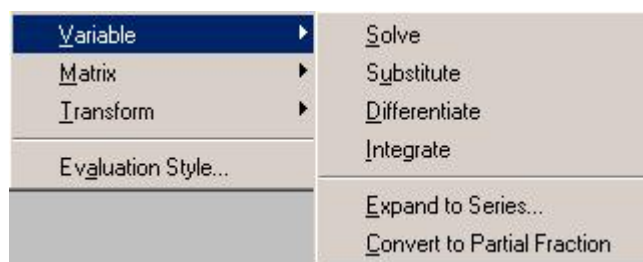 Variable
Matrix
Transform
Evaluation Style...
Solve
Substitute
Differentiate
Integrate
Expand to Series...
Convert to Partial Fraction